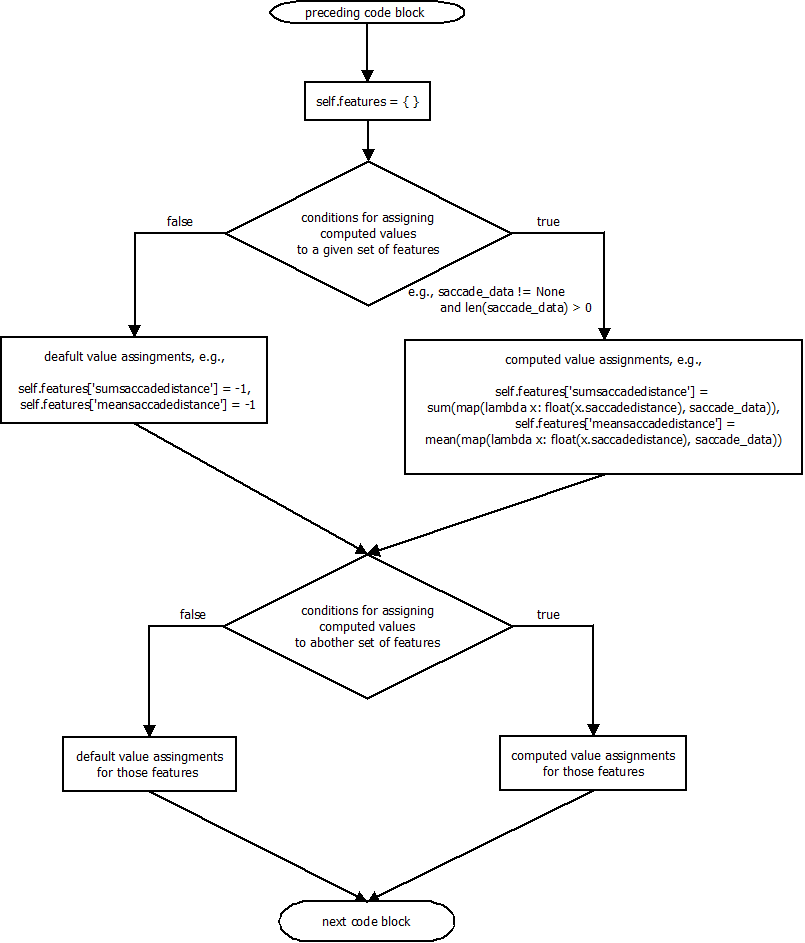 preceding code block
self.features = { }
conditions for assigning
computed values
to a given set of features
false
true
e.g., saccade_data != None
and len(saccade_data) > 0
deafult value assingments, e.g.,
self.features['sumsaccadedistance'] = -1,
self.features['meansaccadedistance'] = -1
computed value assignments, e.g.,
self.features['sumsaccadedistance'] =
sum(map(lambda x: float(x.saccadedistance), saccade_data)),
self.features['meansaccadedistance'] =
mean(map(lambda x: float(x.saccadedistance), saccade_data))
conditions for assigning
computed values
to abother set of features
false
true
default value assingments
for those features
computed value assignments
for those features
next code block